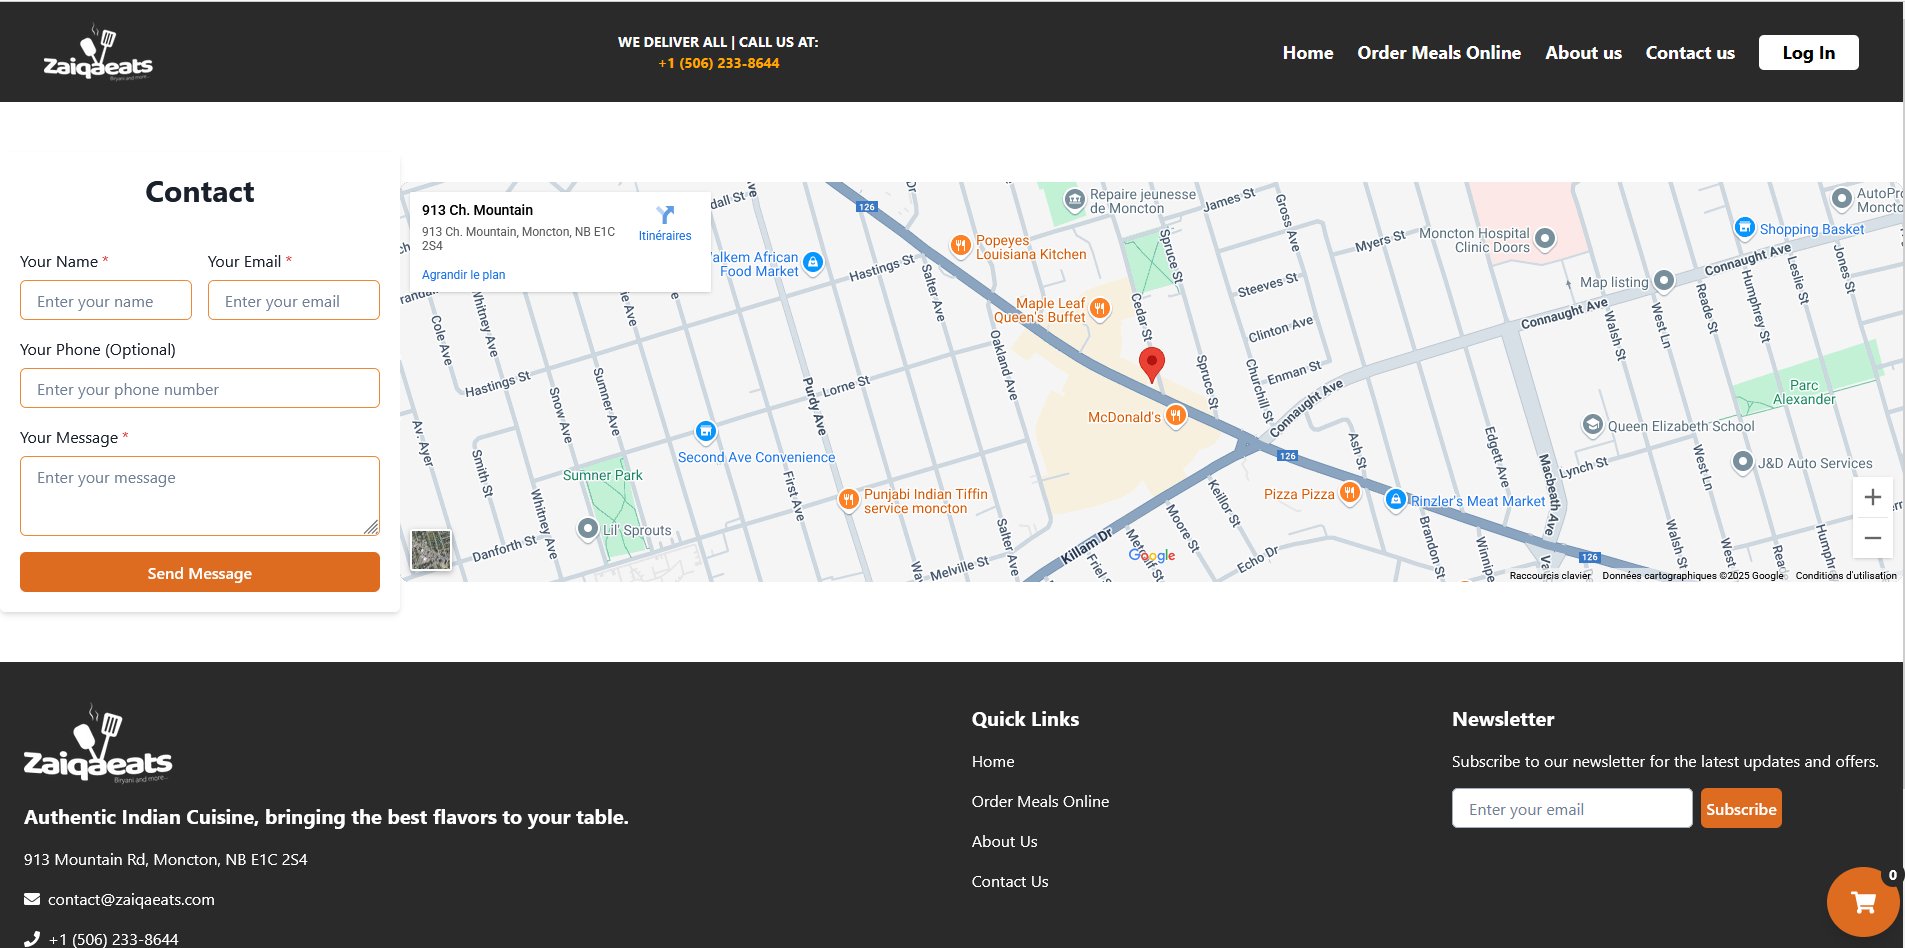 Zaiqaeats
Biryani and more...
WE DELIVER ALL | CALL US AT:
+1 (506) 233-8644
Home
Order Meals Online
About us
Contact us
Log In
Contact
Your Name *
Your Email *
Enter your name
Enter your email
Your Phone (Optional)
Enter your phone number
Your Message *
Enter your message
Send Message
913 Ch. Mountain
913 Ch. Mountain, Moncton, NB E1C
2S4
Itinéraires
Agrandir le plan
126
Repaire jeunesse
de Moncton
James St
Gross Ave
Spruce St
Myers St
Moncton Hospital
Clinic Doors
Shopping Basket
Connaught Ave
Leslie St
Jones St
Humphrey St
Popeyes
Louisiana Kitchen
Food Market
Hastings St
Salter Ave
Steeves St
Map listing
Reade St
West Ln
Walsh St
Connaught Ave
Cole Ave
Whitney Ave
Maple Leaf
Queen's Buffet
Cedar St
Clinton Ave
Oakland Ave
Hastings St
Sumner Ave
Snow Ave
Purdy Ave
Lorne St
Spruce St
Churchill St
Enman St
Connaught Ave
McDonald's
Parc
Alexander
Queen Elizabeth School
Second Ave Convenience
Smith St
Sumner Park
First Ave
126
Ash St
Edgett Ave
Macbeath Ave
Lynch St
West Ln
J&D Auto Services
Whitney Ave
Punjabi Indian Tiffin
service moncton
Pizza Pizza
Rinzler's Meat Market
Keillor St
Moore St
Lil' Sprouts
Danforth St
Salter Ave
Melville St
Killam Dr
Echo Dr
Brandon St
126
Walsh St
Google
Raccourcis clavier
Données cartographiques ©2025 Google
Conditions d'utilisation
Zaiqaeats
Biryani and more...
Authentic Indian Cuisine, bringing the best flavors to your table.
913 Mountain Rd, Moncton, NB E1C 2S4
contact@zaiqaeats.com
+1 (506) 233-8644
Quick Links
Home
Order Meals Online
About Us
Contact Us
Newsletter
Subscribe to our newsletter for the latest updates and offers.
Enter your email
Subscribe
0